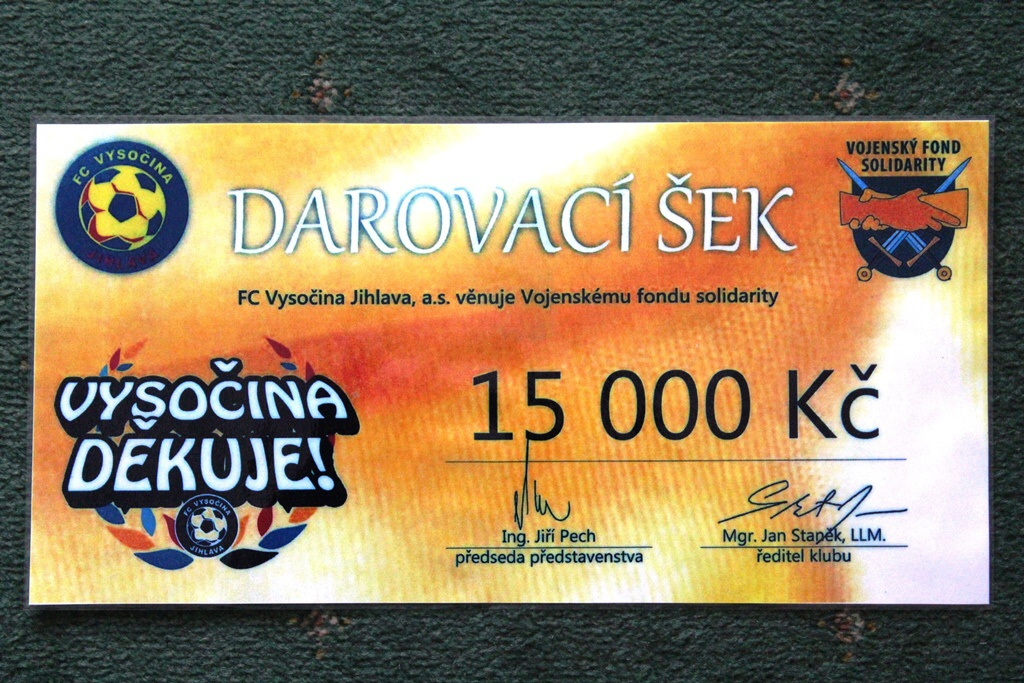 FC VYSOČINA
JIHLAVA
VOJENSKÝ FOND
SOLIDARITY
DAROVACÍ ŠEK
FC Vysočina Jihlava, a.s. věnuje Vojenskému fondu solidarity
VYSOČINA
DĚKUJE!
FC VYSOČINA
JIHLAVA
15 000 Kč
Ing. Jiří Pech
předseda představenstva
Mgr. Jan Staněk, LLM.
ředitel klubu